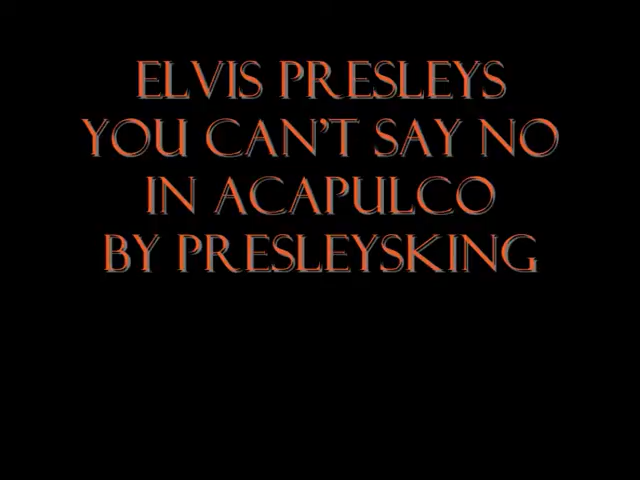 ELVIS PRESLEYS
YOU CAN'T SAY NO
IN ACAPULCO
BY PRESLEYSKING